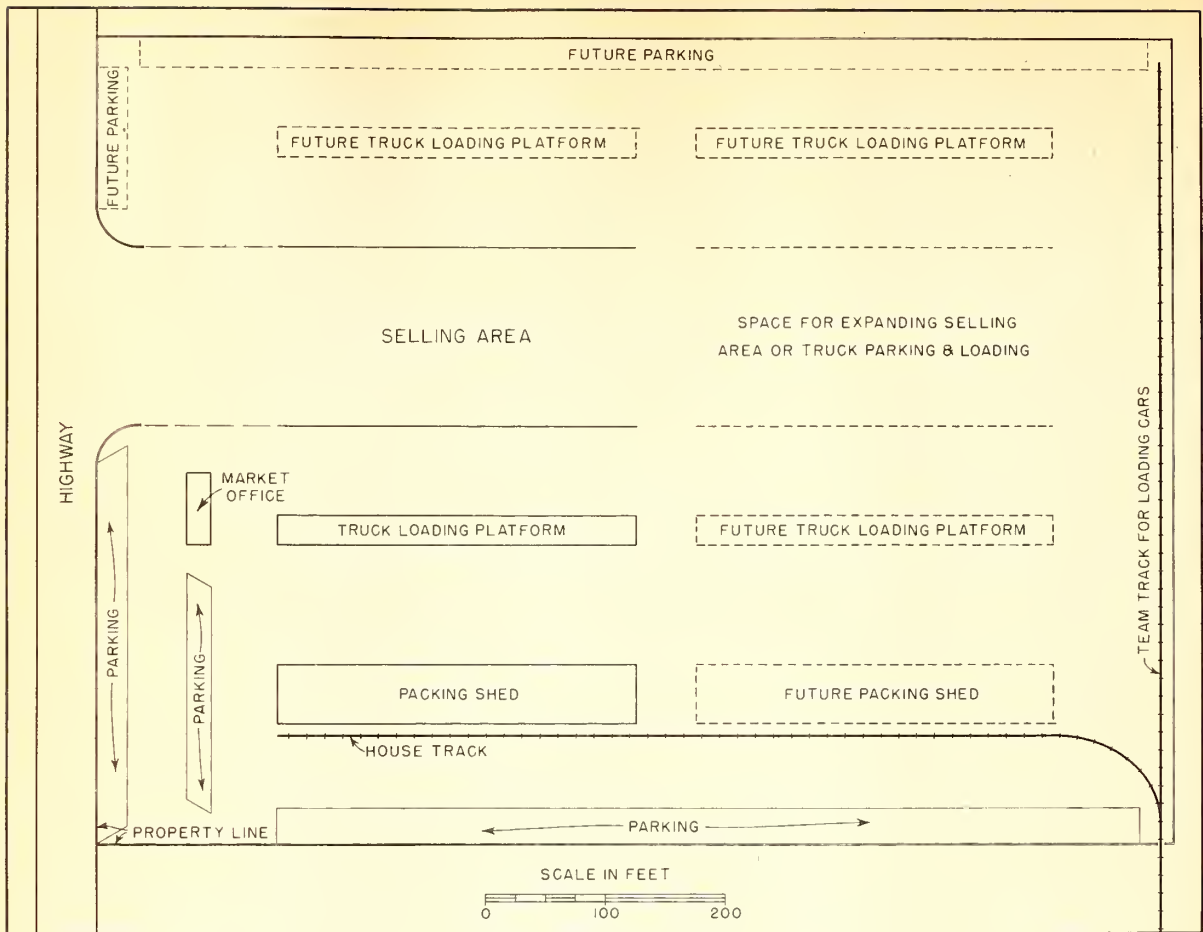 FUTURE PARKING
FUTURE PARKING
FUTURE TRUCK LOADING PLATFORM
FUTURE TRUCK LOADING PLATFORM
SELLING AREA
SPACE FOR EXPANDING SELLING
AREA OR TRUCK PARKING & LOADING
HIGHWAY
MARKET
OFFICE
TRUCK LOADING PLATFORM
FUTURE TRUCK LOADING PLATFORM
TEAM TRACK FOR LOADING CARS
PARKING
PARKING
PACKING SHED
FUTURE PACKING SHED
HOUSE TRACK
PROPERTY LINE
PARKING
SCALE IN FEET
0 100 200